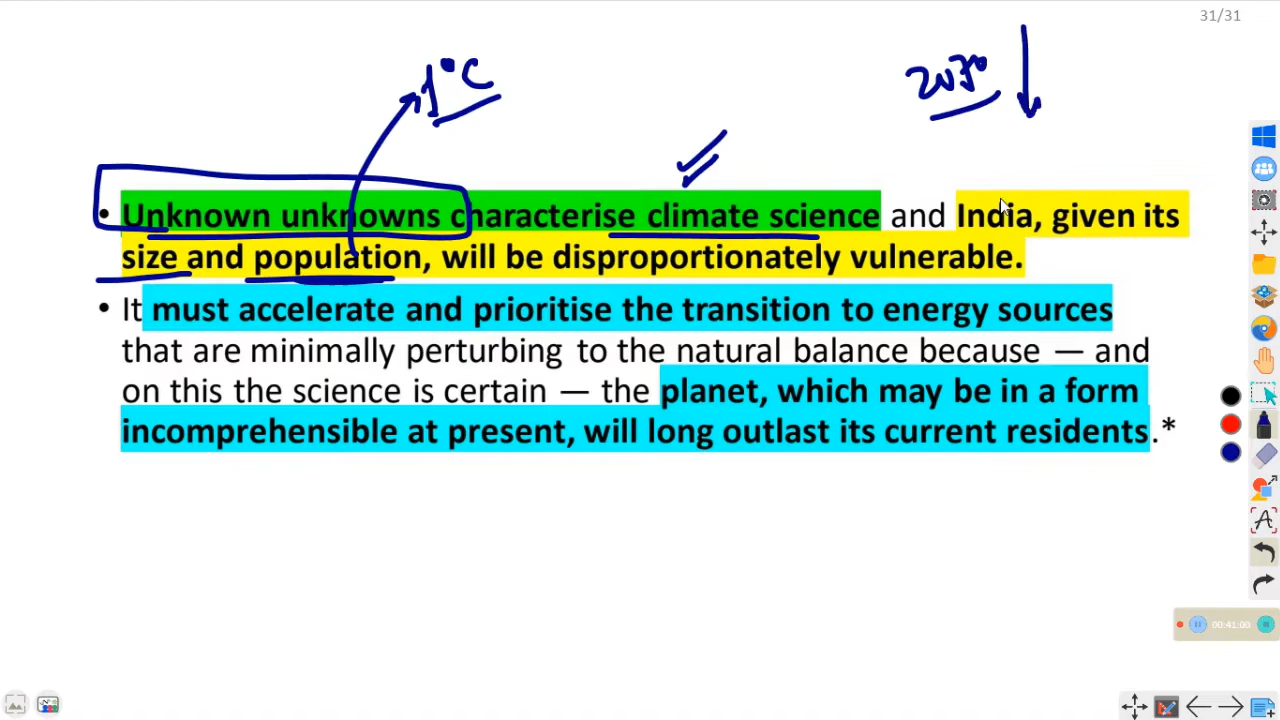 31/31
1°C
2030
• Unknown unknowns characterise climate science and India, given its
size and population, will be disproportionately vulnerable.
• It must accelerate and prioritise the transition to energy sources
that are minimally perturbing to the natural balance because — and
on this the science is certain — the planet, which may be in a form
incomprehensible at present, will long outlast its current residents.*
00:41:00